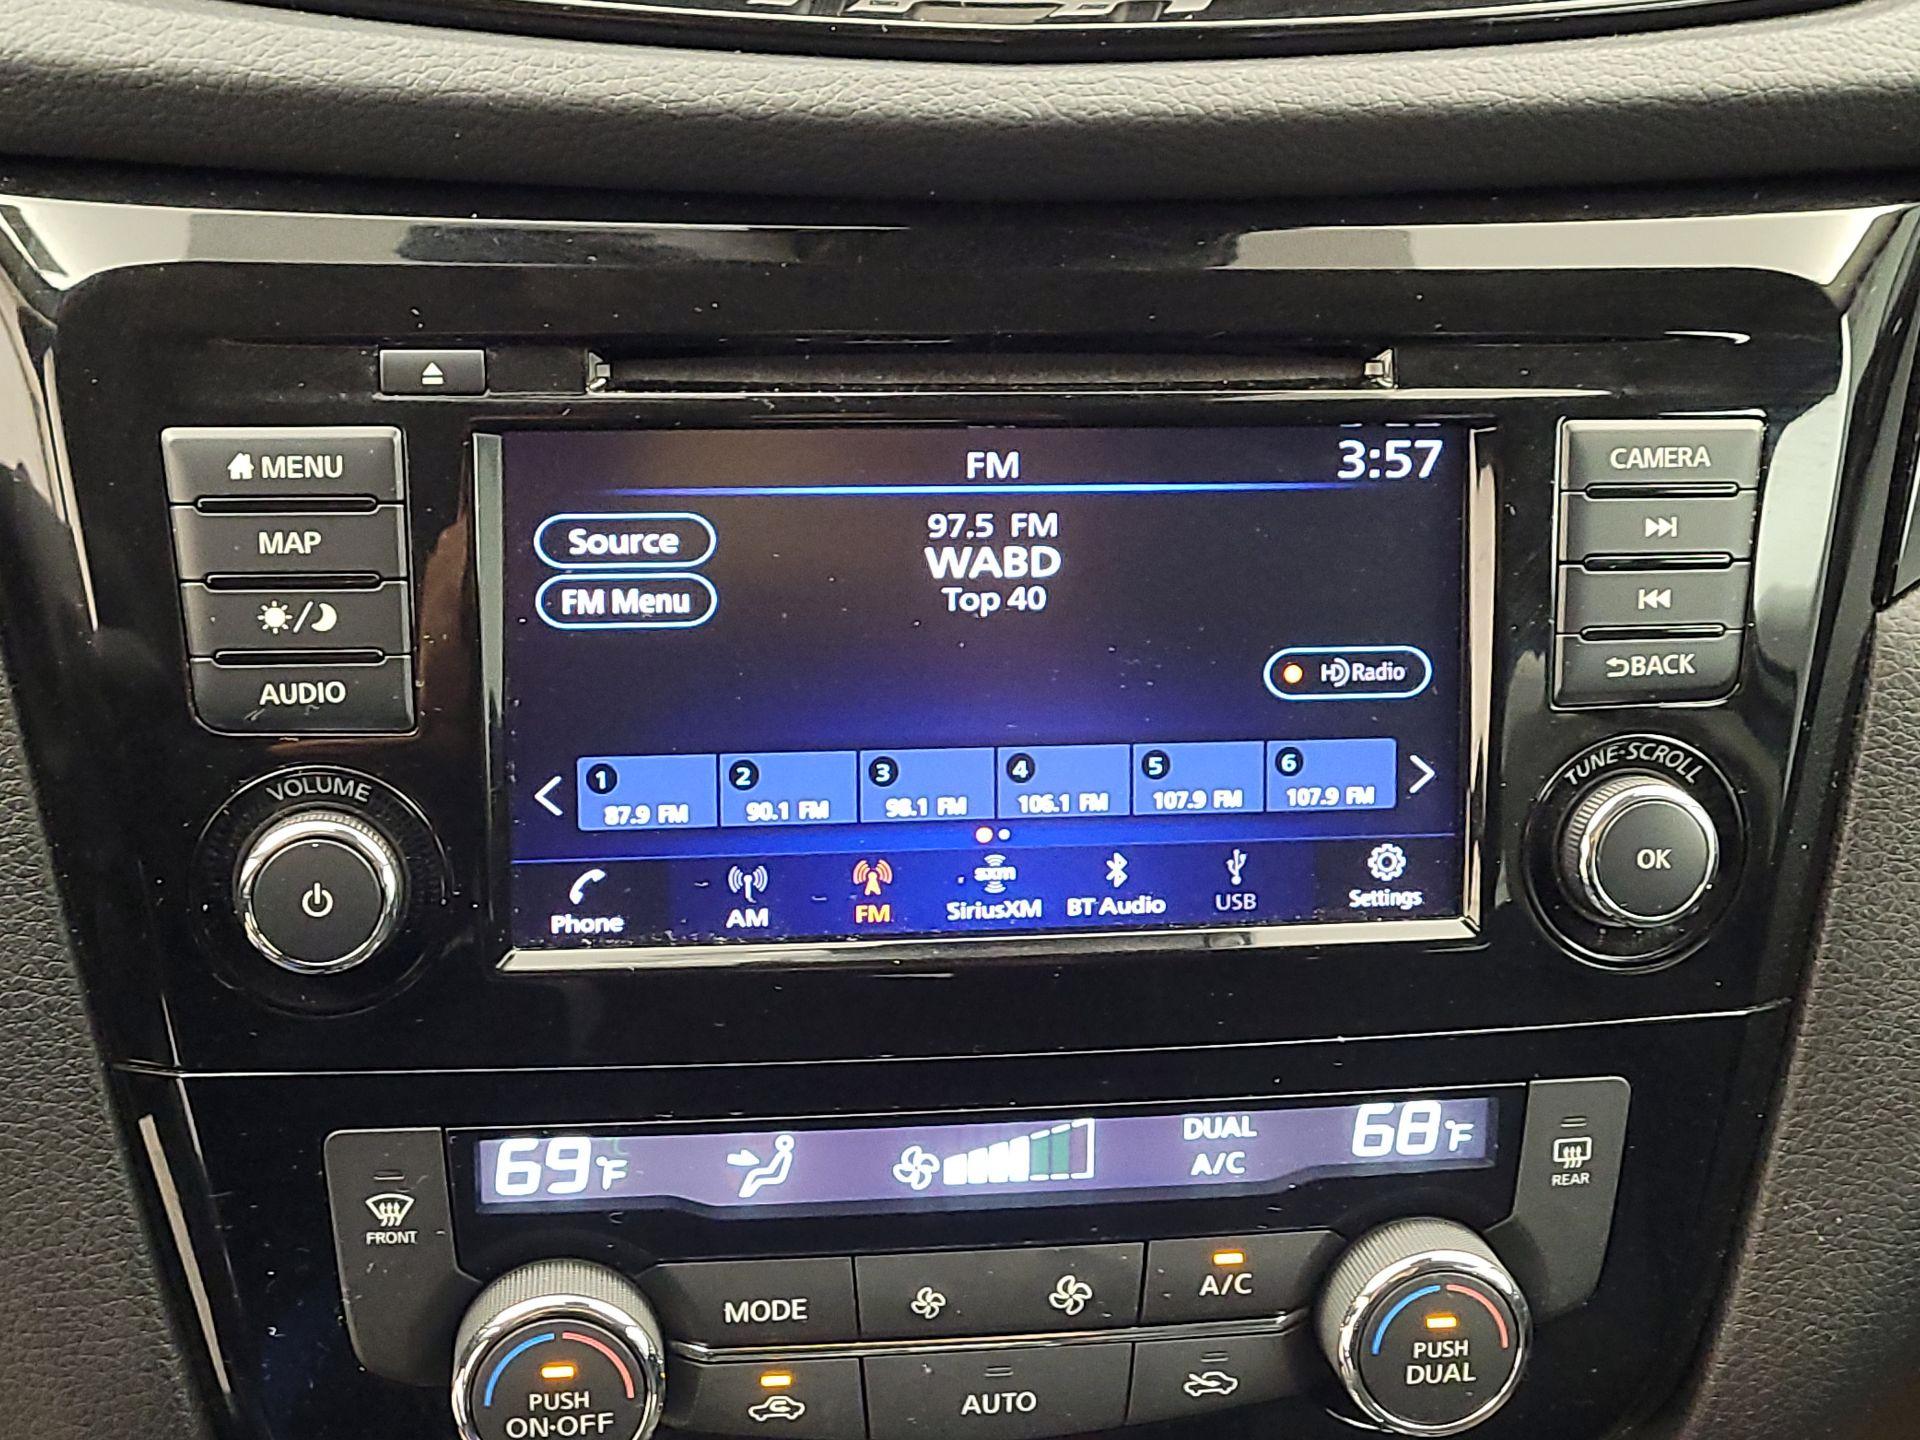 FM
3:57
MENU
MAP
AUDIO
Source
FM Menu
97.5 FM
WABD
Top 40
HD Radio
CAMERA
BACK
1 87.9 FM
2 90.1 FM
3 98.1 FM
4 106.1 FM
5 107.9 FM
6 107.9 FM
VOLUME
TUNE·SCROLL
OK
Phone
AM
FM
sxm
SiriusXM
BT Audio
USB
Settings
69°F
DUAL
A/C
68°F
FRONT
REAR
MODE
A/C
PUSH
ON·OFF
AUTO
PUSH
DUAL